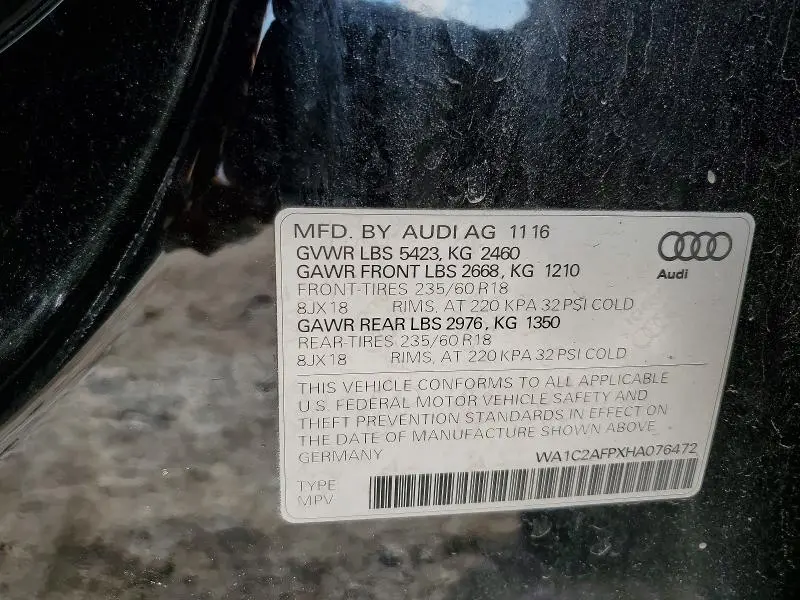 MFD. BY AUDI AG 11 16
GVWR LBS 5423, KG 2460
GAWR FRONT LBS 2668, KG 1210
FRONT-TIRES 235/60 R18
8JX18 RIMS, AT 220 KPA 32 PSI COLD
GAWR REAR LBS 2976, KG 1350
REAR-TIRES 235/60 R18
8JX18 RIMS, AT 220 KPA 32 PSI COLD
Audi
THIS VEHICLE CONFORMS TO ALL APPLICABLE
U.S. FEDERAL MOTOR VEHICLE SAFETY AND
THEFT PREVENTION STANDARDS IN EFFECT ON
THE DATE OF MANUFACTURE SHOWN ABOVE.
GERMANY WA1C2AFPXHA076472
TYPE
MPV